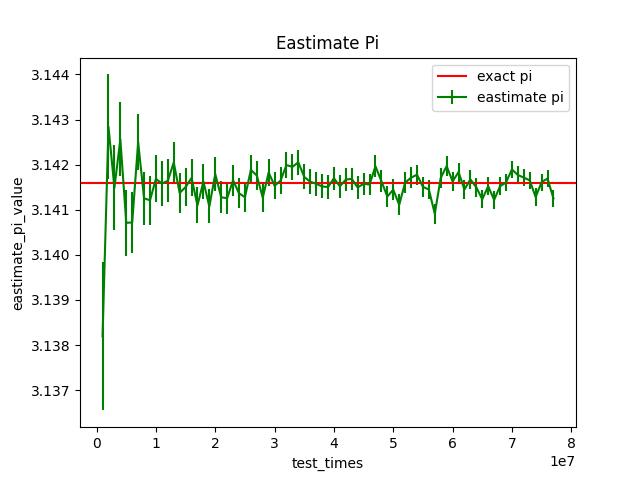 Eastimate Pi
exact pi
eastimate pi
3.144
3.143
3.142
3.141
3.140
3.139
3.138
3.137
eastimate_pi_value
0 1 2 3 4 5 6 7 8
1e7
test_times